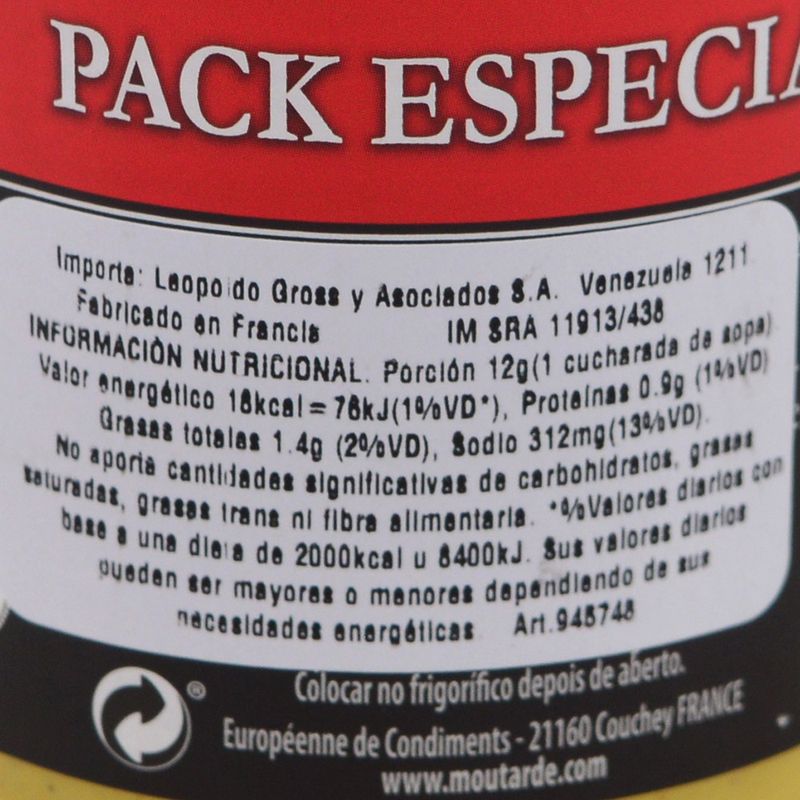 PACK ESPECIA
Importa: Leopoldo Gross y Asociados S.A. Venezuela 1211
Fabricado en Francia IM SRA 11913/438
INFORMACIÓN NUTRICIONAL. Porción 12g(1 cucharada de sopa)
Valor energético 18kcal=76kJ(1%VD*), Proteínas 0.9g (1%VD)
Grasas totales 1.4g (2%VD), Sodio 312mg(13%VD).
No aporta cantidades significativas de carbohidratos, grasas
saturadas, grasas trans ni fibra alimentaria. *%Valores diarios con
base a una dieta de 2000kcal u 8400kJ. Sus valores diarios
pueden ser mayores o menores dependiendo de sus
necesidades energéticas Art.945748
Colocar no frigorífico depois de aberto.
Européenne de Condiments - 21160 Couchey FRANCE
www.moutarde.com